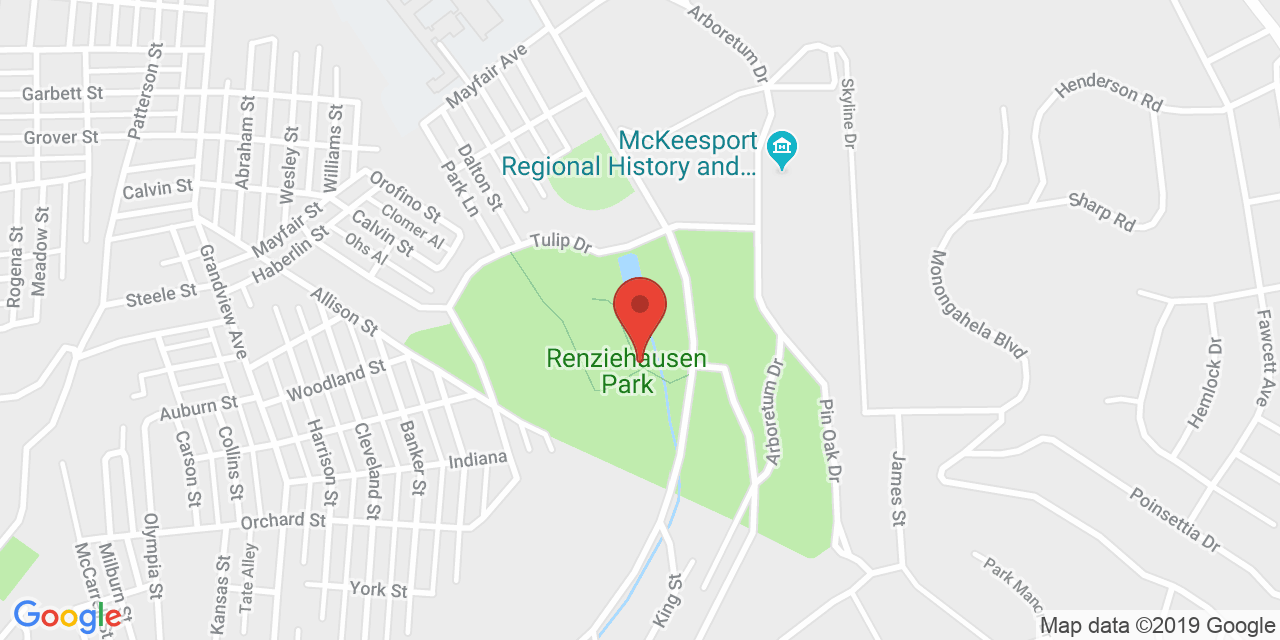 Arboretum Dr
Mayfair Ave
Patterson St
Garbett St
Grover St
Abraham St
Wesley St
Williams St
Skyline Dr
Henderson Rd
McKeesport
Regional History and...
Dalton St
Park Ln
Calvin St
Orofino St
Clomer Al
Calvin St
Ohs Al
Mayfair St
Haberlin St
Sharp Rd
Rogena St
Meadow St
Grandview Ave
Tulip Dr
Steele St
Allison St
Monongahela Blvd
Fawcett Ave
Hemlock Dr
Renziehausen
Park
Woodland St
Auburn St
Arboretum Dr
Pin Oak Dr
Carson St
Collins St
Harrison St
Cleveland St
Banker St
Indiana
James St
Orchard St
Poinsettia Dr
Olympia St
Milburn St
Kansas St
Tate Alley
York St
King St
Google
Map data ©2019 Google